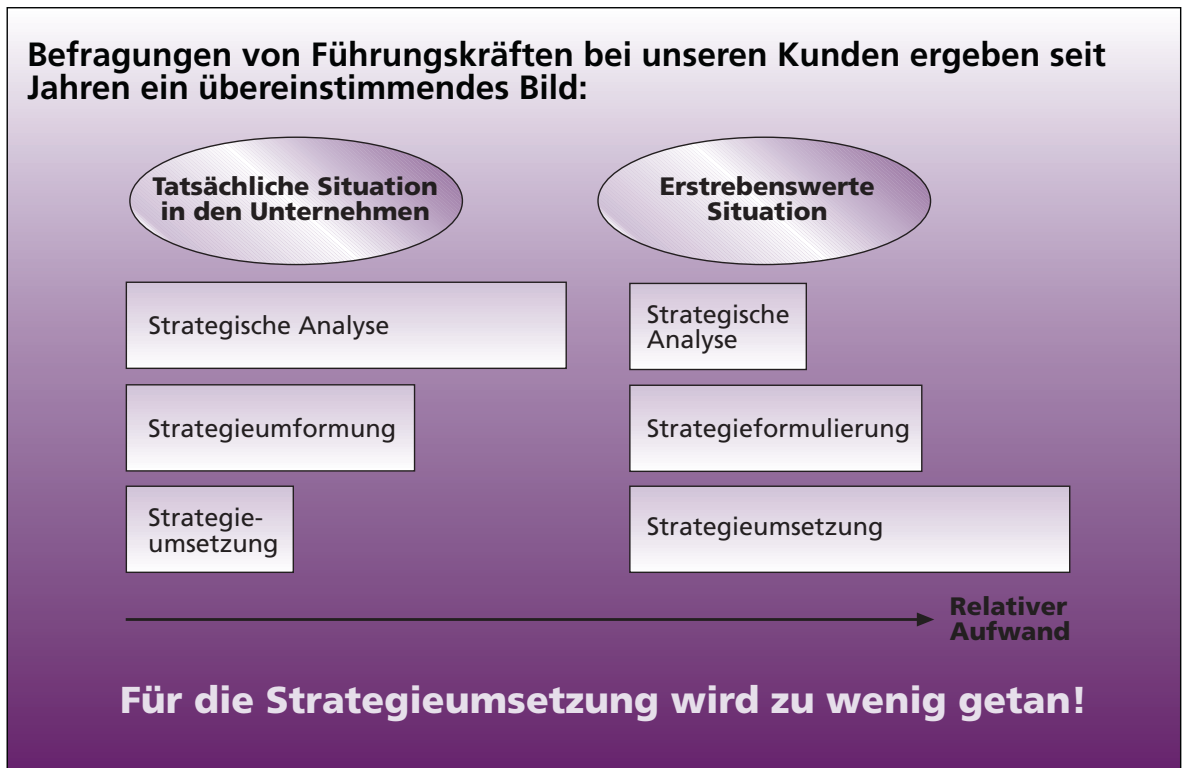 Befragungen von Führungskräften bei unseren Kunden ergeben seit
Jahren ein übereinstimmendes Bild:
Tatsächliche Situation
in den Unternehmen
Erstrebenswerte
Situation
Strategische Analyse
Strategische
Analyse
Strategieumformung
Strategieformulierung
Strategie-
umsetzung
Strategieumsetzung
Relativer
Aufwand
Für die Strategieumsetzung wird zu wenig getan!